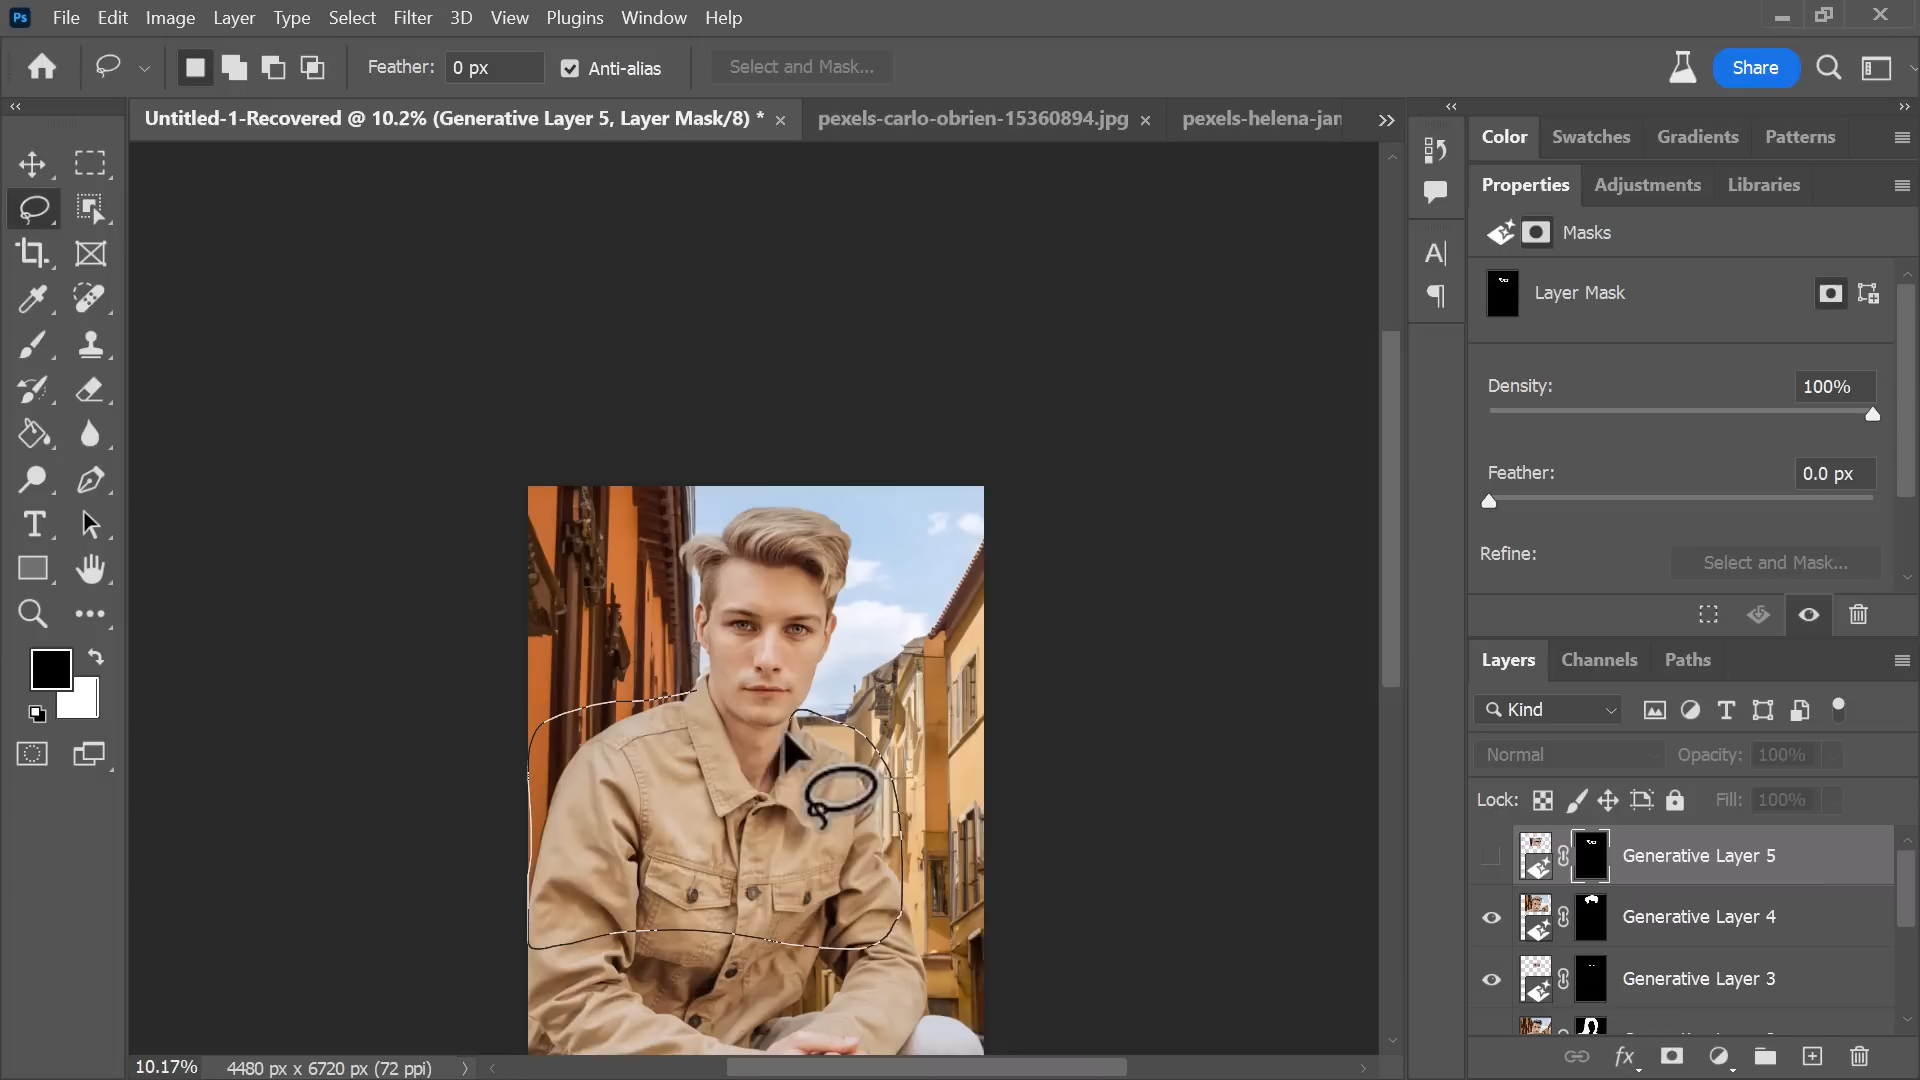 Ps File Edit Image Layer Type Select Filter 3D View Plugins Window Help
Feather: 0 px Anti-alias Select and Mask... Share
Untitled-1-Recovered @ 10.2% (Generative Layer 5, Layer Mask/8) * pexels-carlo-obrien-15360894.jpg pexels-helena-jan
Color Swatches Gradients Patterns
Properties Adjustments Libraries
Masks
Layer Mask
Density: 100%
Feather: 0.0 px
Refine: Select and Mask...
Layers Channels Paths
Kind
Normal Opacity: 100%
Lock: Fill: 100%
Generative Layer 5
Generative Layer 4
Generative Layer 3
10.17% 4480 px x 6720 px (72 ppi)